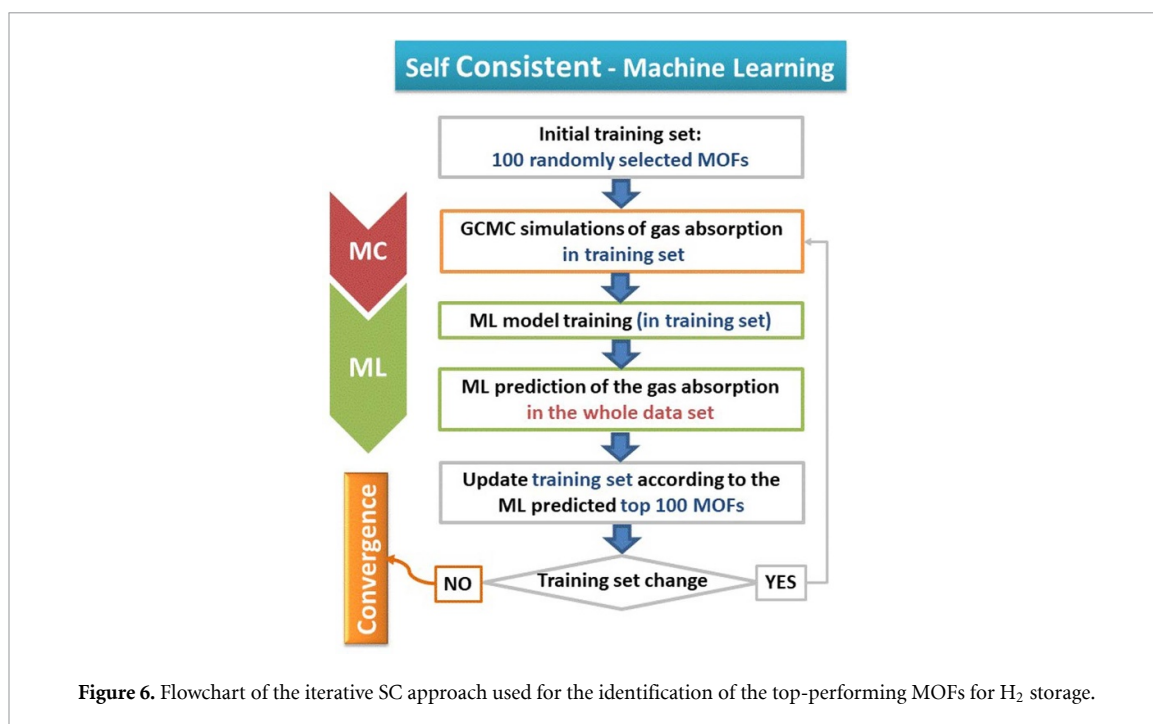 Self Consistent - Machine Learning
Initial training set:
100 randomly selected MOFs
MC
GCMC simulations of gas absorption
in training set
ML
ML model training (in training set)
ML prediction of the gas absorption
in the whole data set
Update training set according to the
ML predicted top 100 MOFs
Convergence
NO
Training set change
YES
Figure 6. Flowchart of the iterative SC approach used for the identification of the top-performing MOFs for H₂ storage.